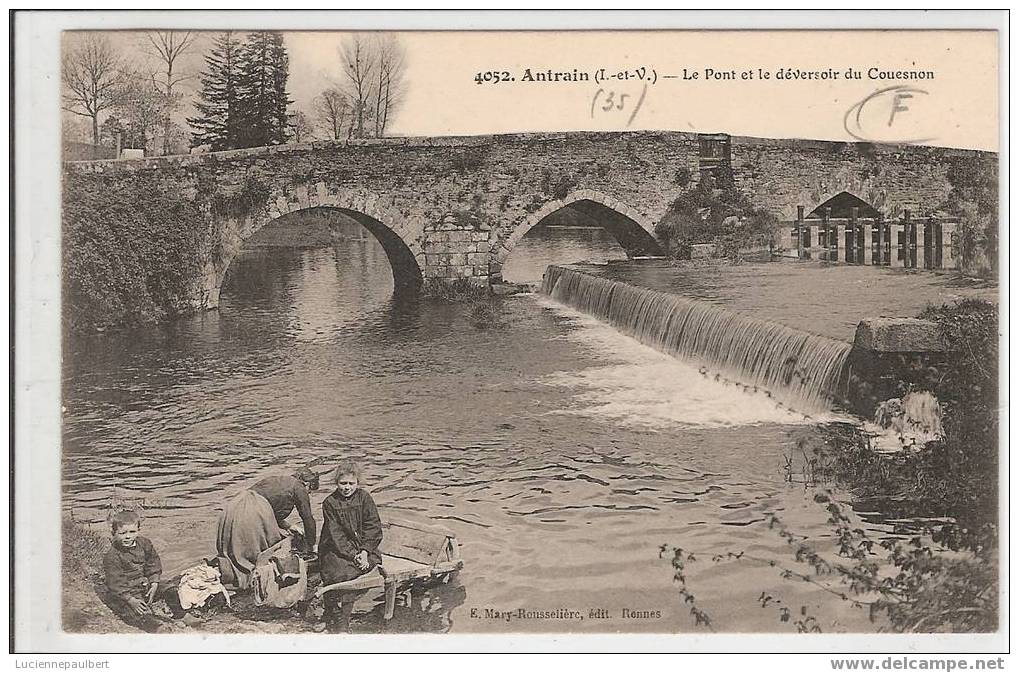 4052. Antrain (I.-et-V.) — Le Pont et le déversoir du Couesnon
(35)
F
E. Mary-Rousselière, édit. Rennes
Luciennepaulbert
www.delcampe.net